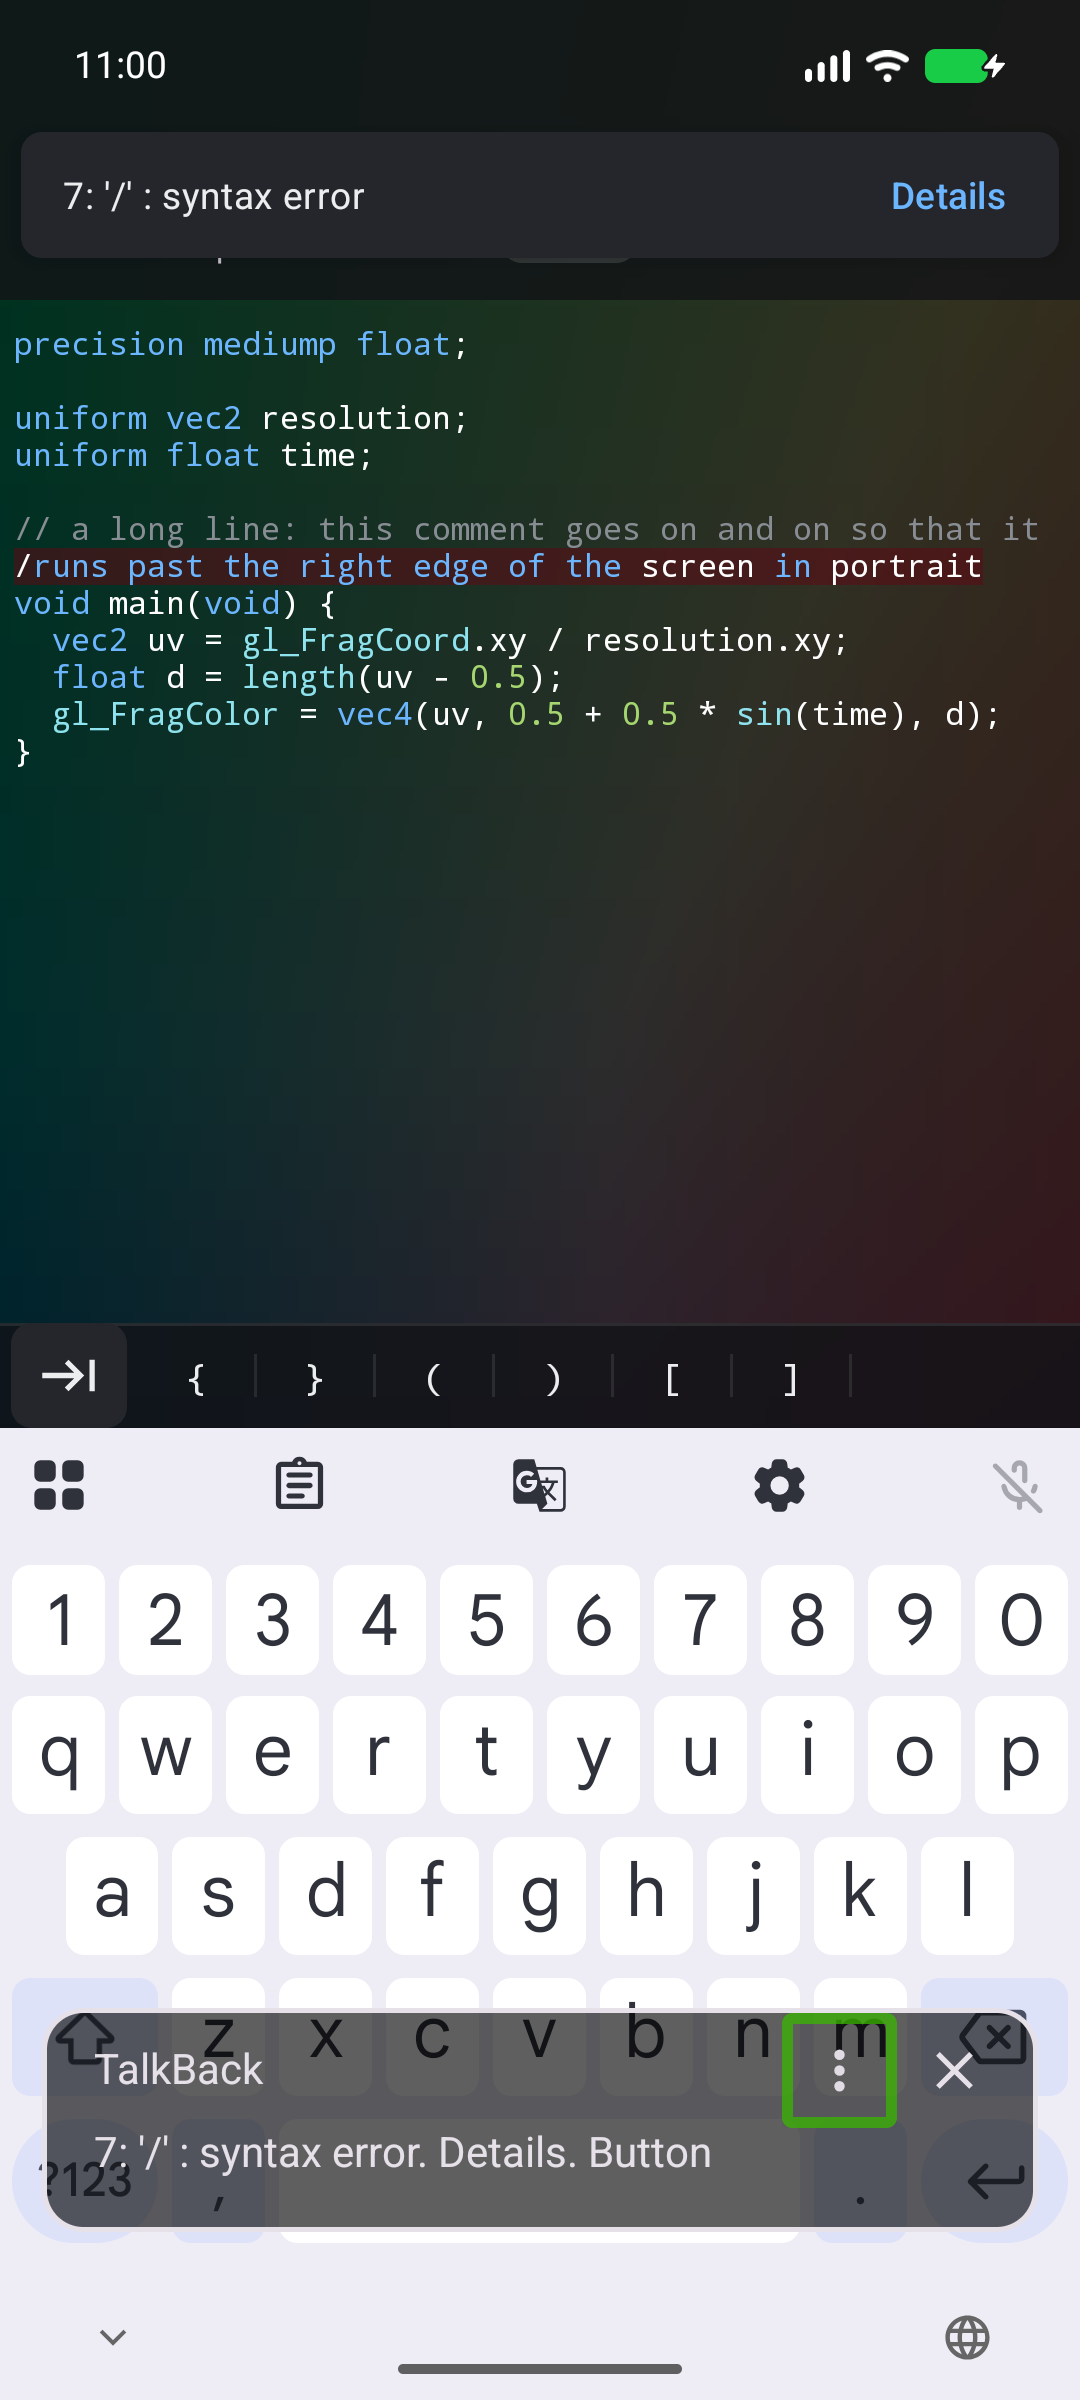 11:00
7: '/' : syntax error
Details
precision mediump float;
uniform vec2 resolution;
uniform float time;
// a long line: this comment goes on and on so that it
/runs past the right edge of the screen in portrait
void main(void) {
vec2 uv = gl_FragCoord.xy / resolution.xy;
float d = length(uv - 0.5);
gl_FragColor = vec4(uv, 0.5 + 0.5 * sin(time), d);
}
{ } ( ) [ ]
1 2 3 4 5 6 7 8 9 0
q w e r t y u i o p
a s d f g h j k l
z x c v b n m
TalkBack
7: '/' : syntax error. Details. Button
?123 , .